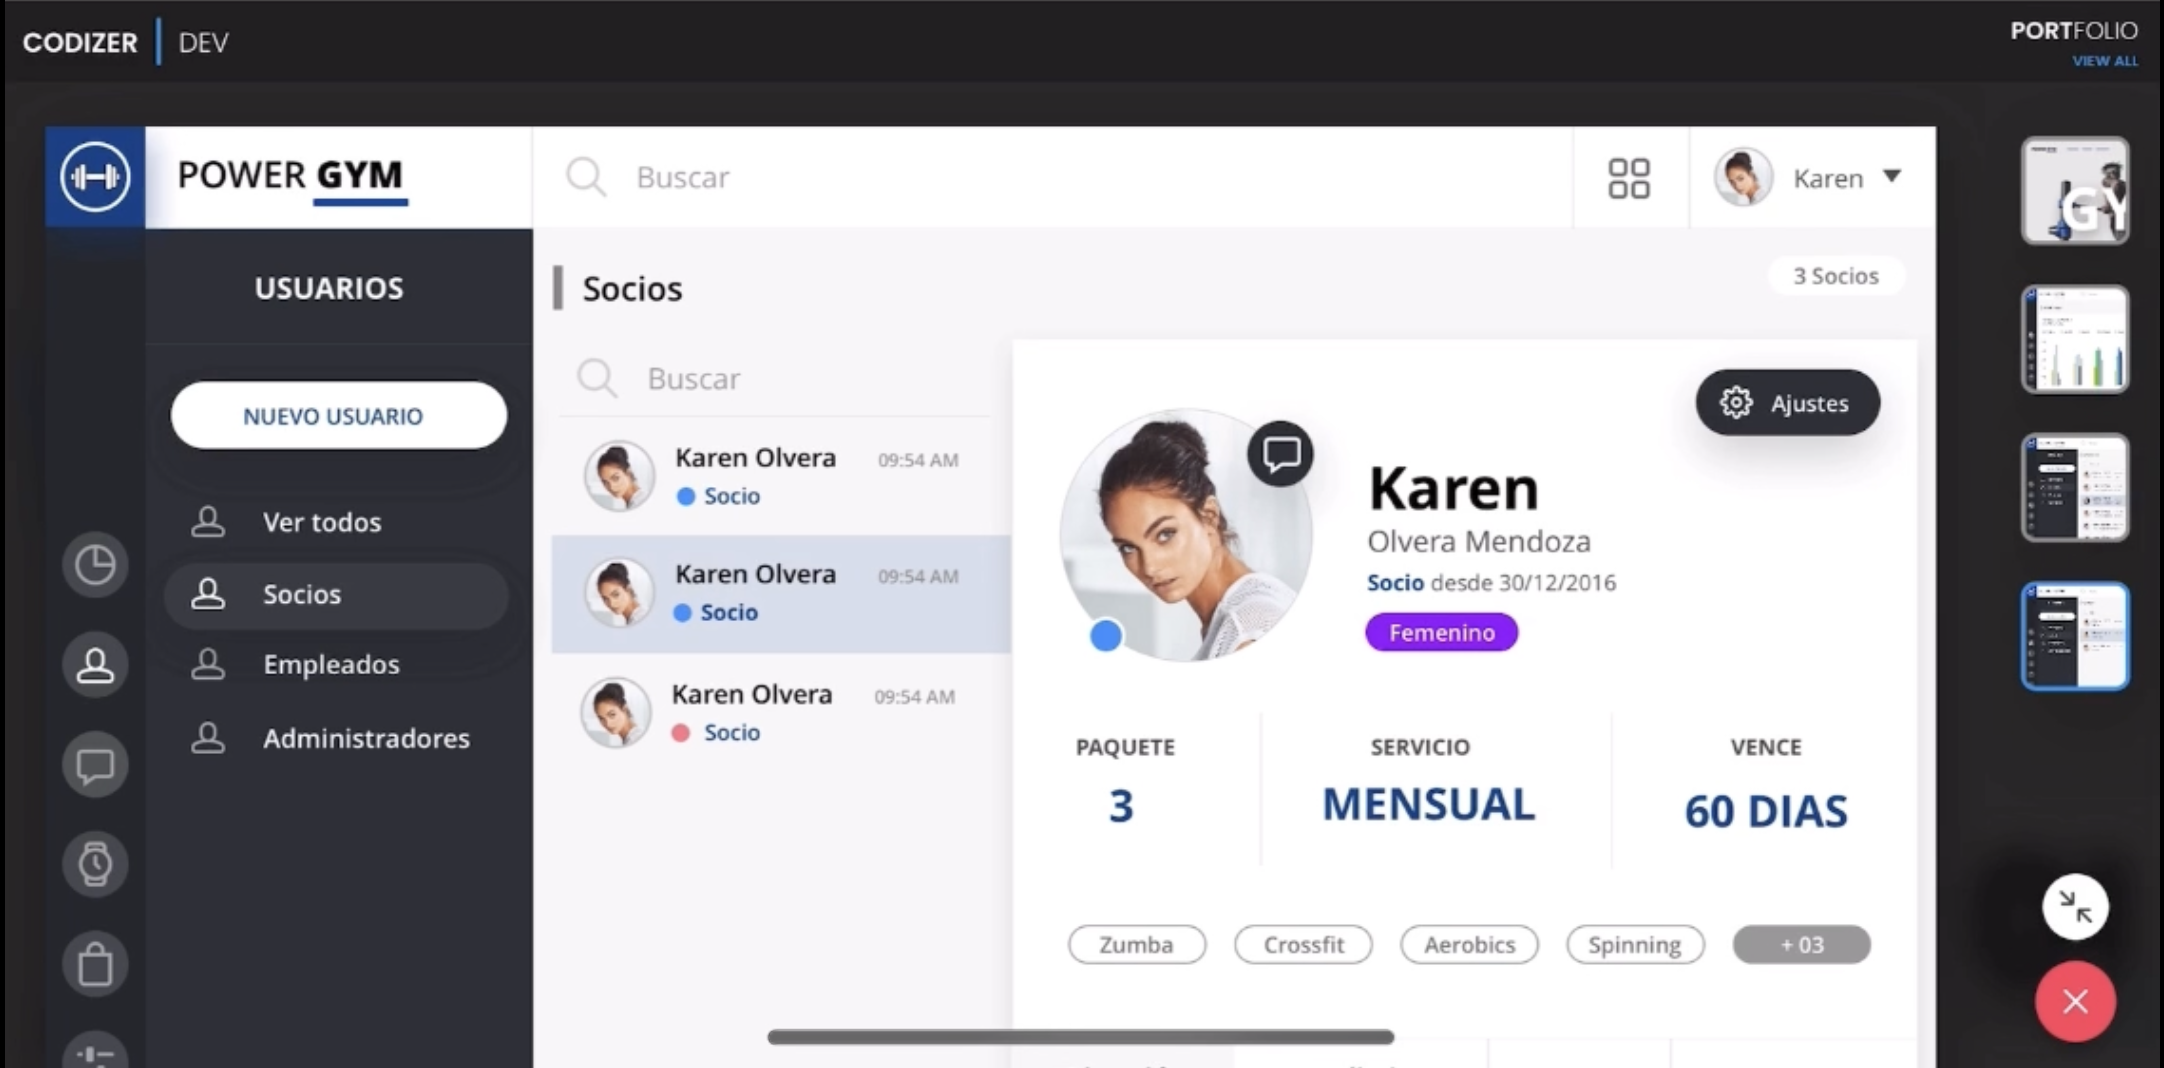 CODIZER | DEV
PORTFOLIO
VIEW ALL
POWER GYM
Buscar
Karen
USUARIOS
NUEVO USUARIO
Ver todos
Socios
Empleados
Administradores
Socios
3 Socios
Buscar
Karen Olvera 09:54 AM
Socio
Karen Olvera 09:54 AM
Socio
Karen Olvera 09:54 AM
Socio
Ajustes
Karen
Olvera Mendoza
Socio desde 30/12/2016
Femenino
PAQUETE
3
SERVICIO
MENSUAL
VENCE
60 DIAS
Zumba
Crossfit
Aerobics
Spinning
+ 03
GY